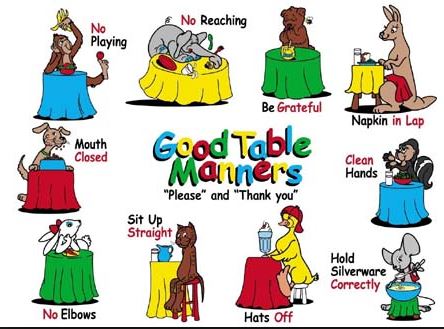 No
Playing
No Reaching
Be Grateful
Napkin in Lap
Mouth
Closed
Good Table
Manners
"Please" and "Thank you"
Clean
Hands
No Elbows
Sit Up
Straight
Hats Off
Hold
Silverware
Correctly